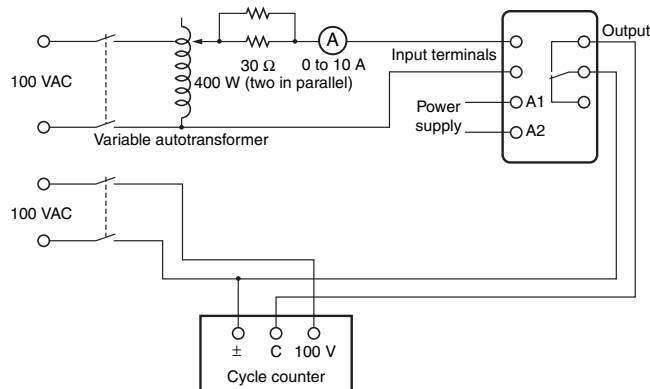 Output
A
Input terminals
100 VAC
30 Ω
0 to 10 A
400 W (two in parallel)
Power
supply
A1
A2
Variable autotransformer
100 VAC
± C 100 V
Cycle counter